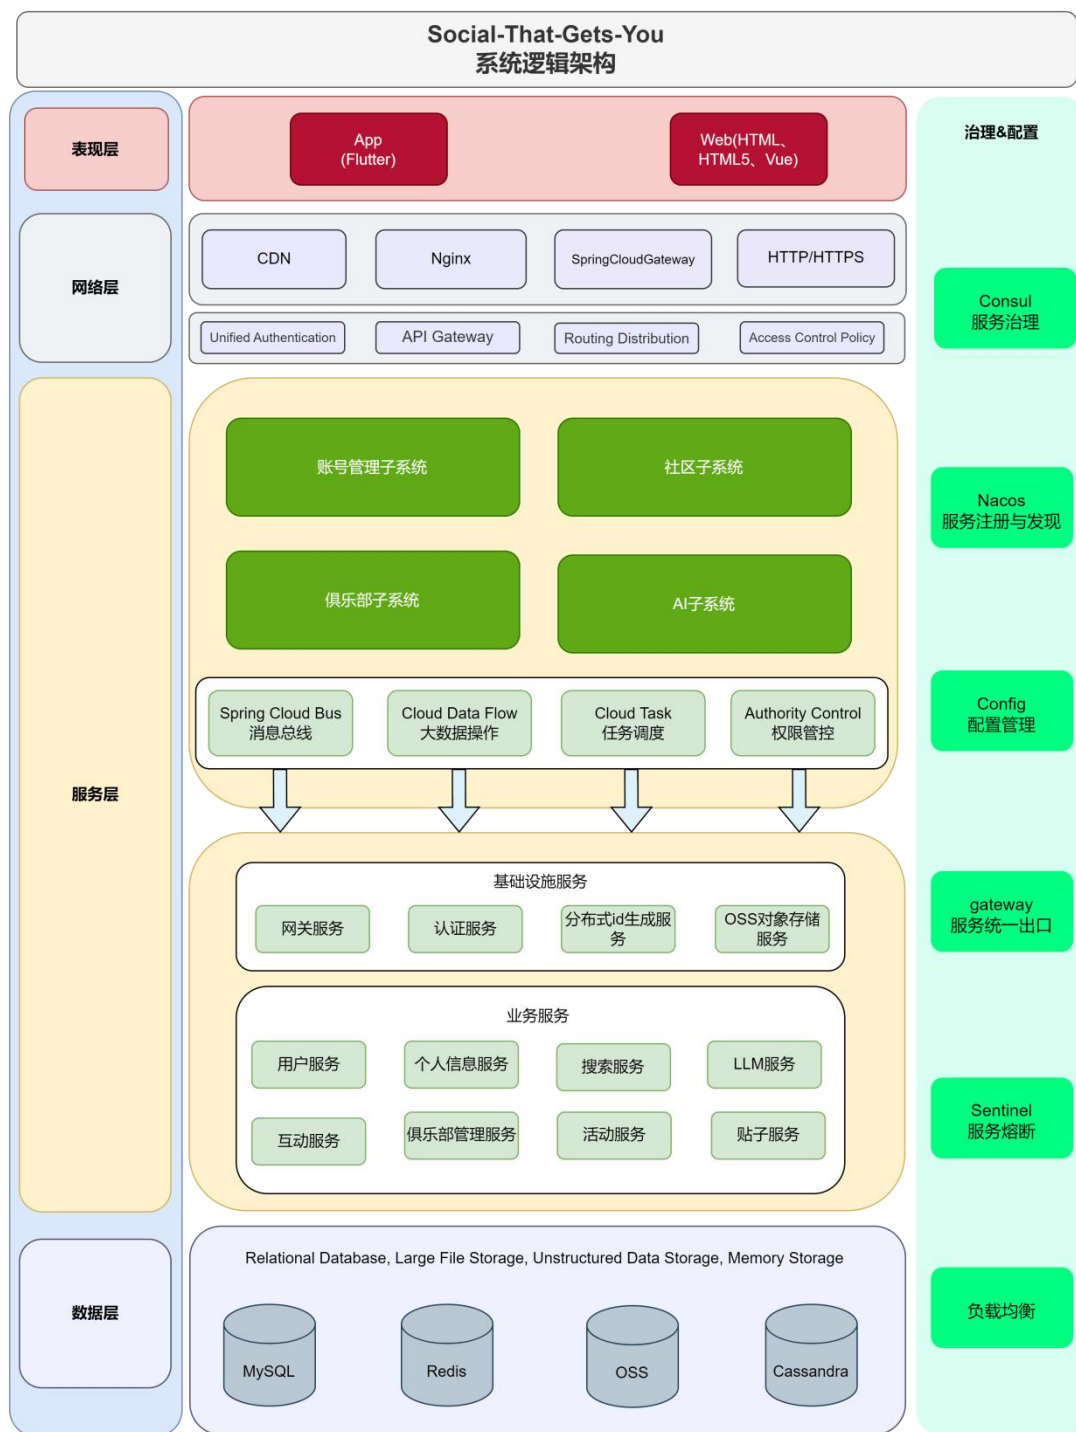 Social-That-Gets-You
系统逻辑架构
表现层
App
(Flutter)
Web(HTML、
HTML5、Vue)
治理&配置
网络层
CDN
Nginx
SpringCloudGateway
HTTP/HTTPS
Unified Authentication
API Gateway
Routing Distribution
Access Control Policy
Consul
服务治理
服务层
账号管理子系统
社区子系统
俱乐部子系统
AI子系统
Nacos
服务注册与发现
Spring Cloud Bus
消息总线
Cloud Data Flow
大数据操作
Cloud Task
任务调度
Authority Control
权限管控
Config
配置管理
基础设施服务
网关服务
认证服务
分布式id生成服
务
OSS对象存储
服务
gateway
服务统一出口
业务服务
用户服务
个人信息服务
搜索服务
LLM服务
互动服务
俱乐部管理服务
活动服务
贴子服务
Sentinel
服务熔断
数据层
Relational Database, Large File Storage, Unstructured Data Storage, Memory Storage
MySQL
Redis
OSS
Cassandra
负载均衡